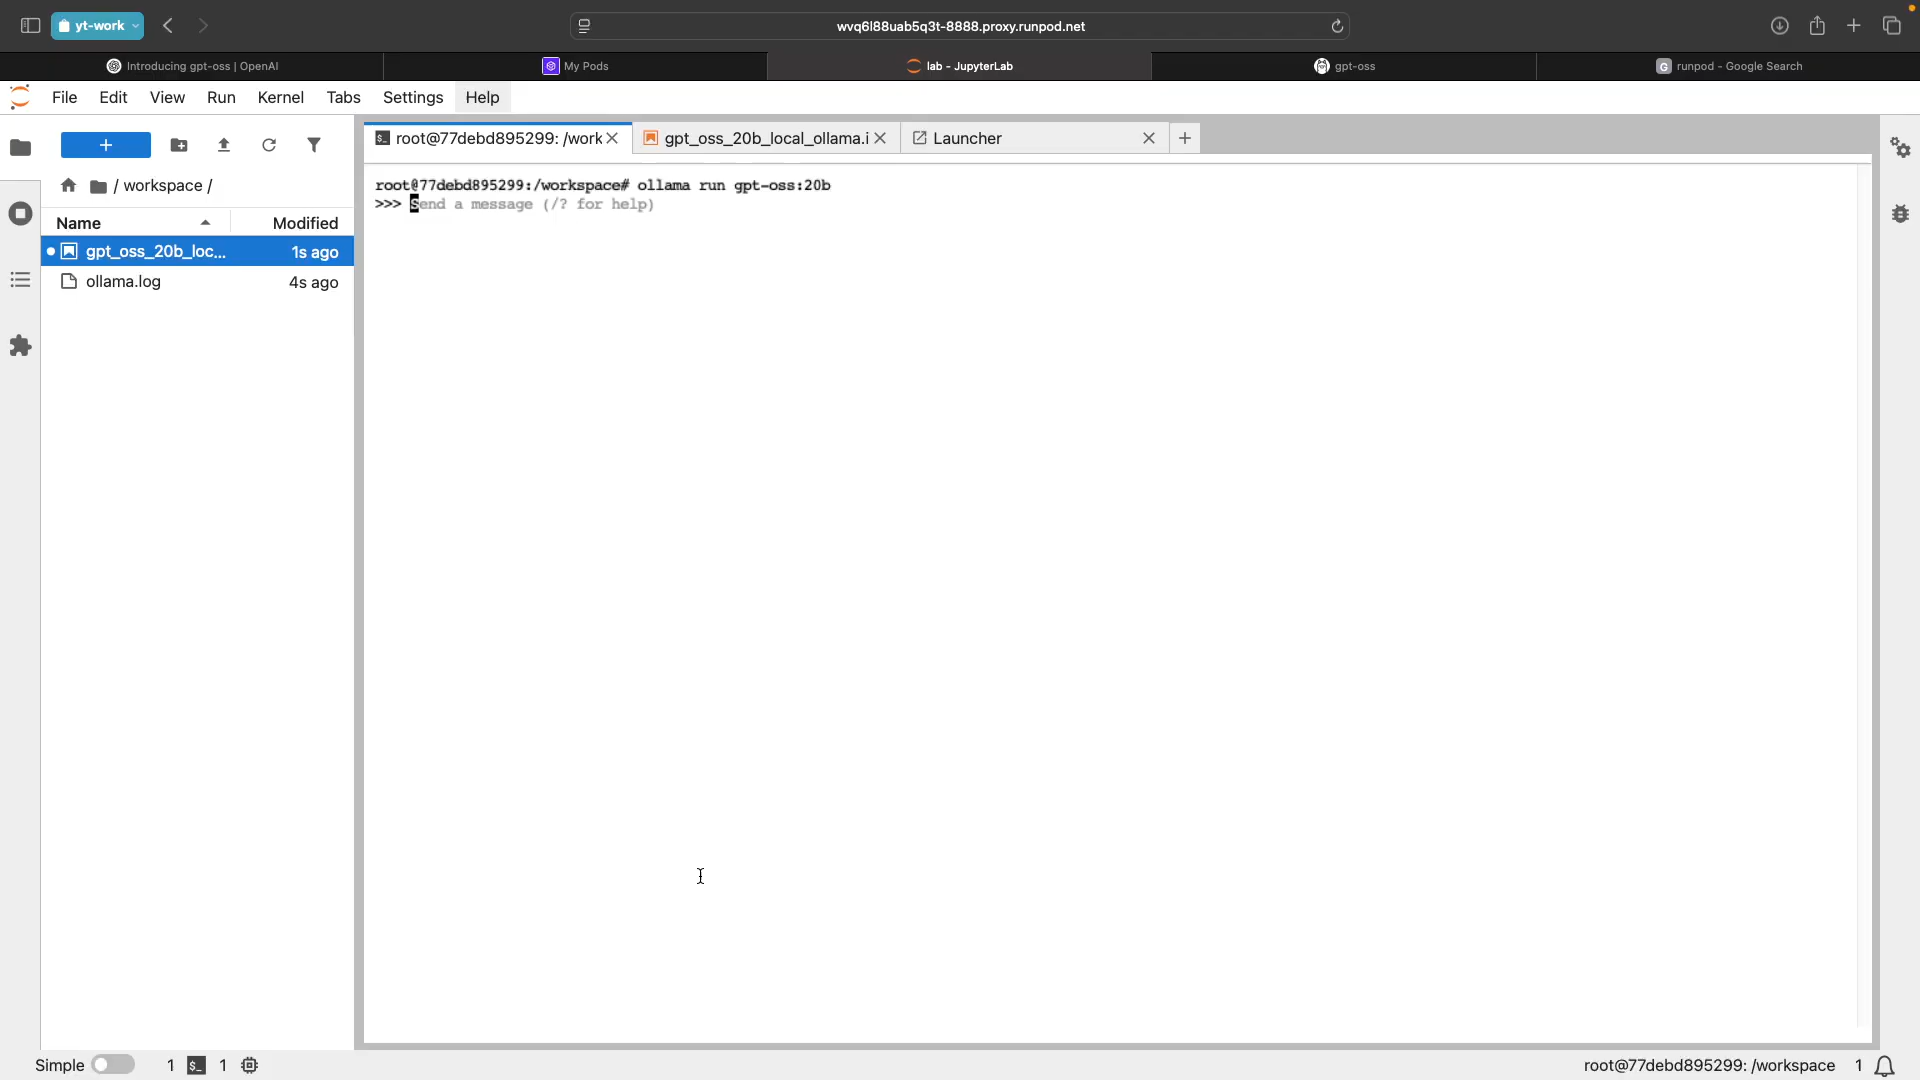 yt-work
wvq6l88uab5q3t-8888.proxy.runpod.net
Introducing gpt-oss | OpenAI
My Pods
lab - JupyterLab
gpt-oss
G runpod - Google Search
File Edit View Run Kernel Tabs Settings Help
+
root@77debd895299: /work
gpt_oss_20b_local_ollama.i
Launcher
+
/ workspace /
Name Modified
gpt_oss_20b_loc... 1s ago
ollama.log 4s ago
root@77debd895299:/workspace# ollama run gpt-oss:20b
>>> Send a message (/? for help)
Simple 1 $_ 1
root@77debd895299: /workspace 1